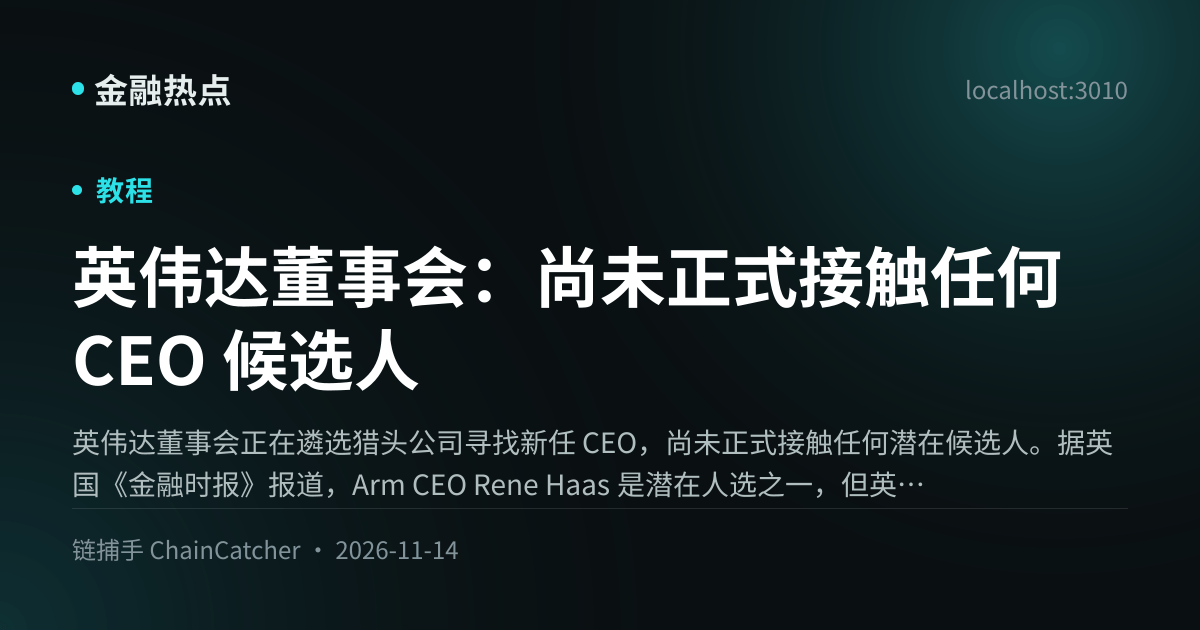 金融热点
localhost:3010
教程
英伟达董事会：尚未正式接触任何
CEO 候选人
英伟达董事会正在遴选猎头公司寻找新任 CEO，尚未正式接触任何潜在候选人。据英
国《金融时报》报道，Arm CEO Rene Haas 是潜在人选之一，但英…
链捕手 ChainCatcher • 2026-11-14